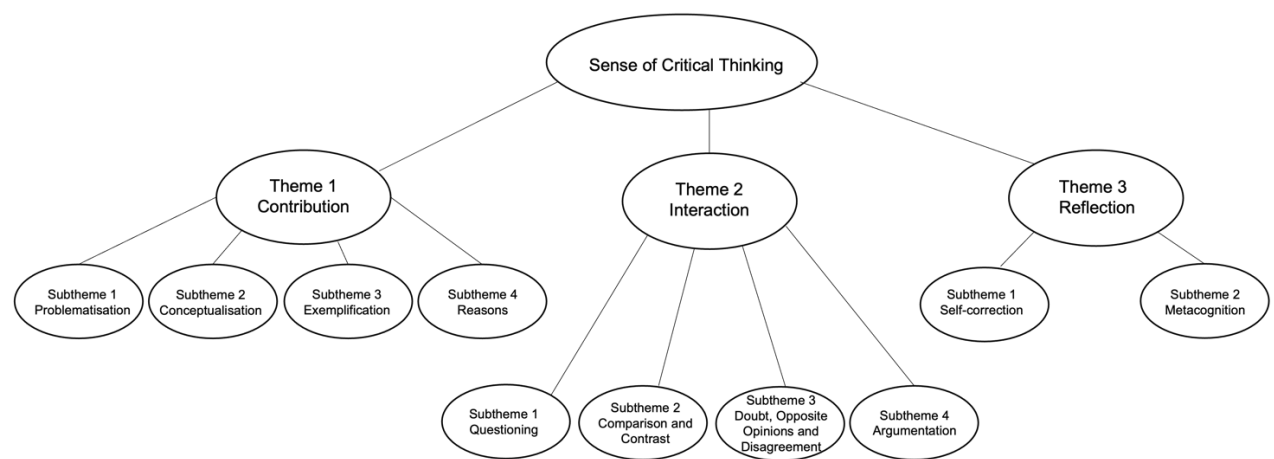 Sense of Critical Thinking
Theme 1
Contribution
Theme 2
Interaction
Theme 3
Reflection
Subtheme 1
Problematisation
Subtheme 2
Conceptualisation
Subtheme 3
Exemplification
Subtheme 4
Reasons
Subtheme 1
Self-correction
Subtheme 2
Metacognition
Subtheme 1
Questioning
Subtheme 2
Comparison and
Contrast
Subtheme 3
Doubt, Opposite
Opinions and
Disagreement
Subtheme 4
Argumentation